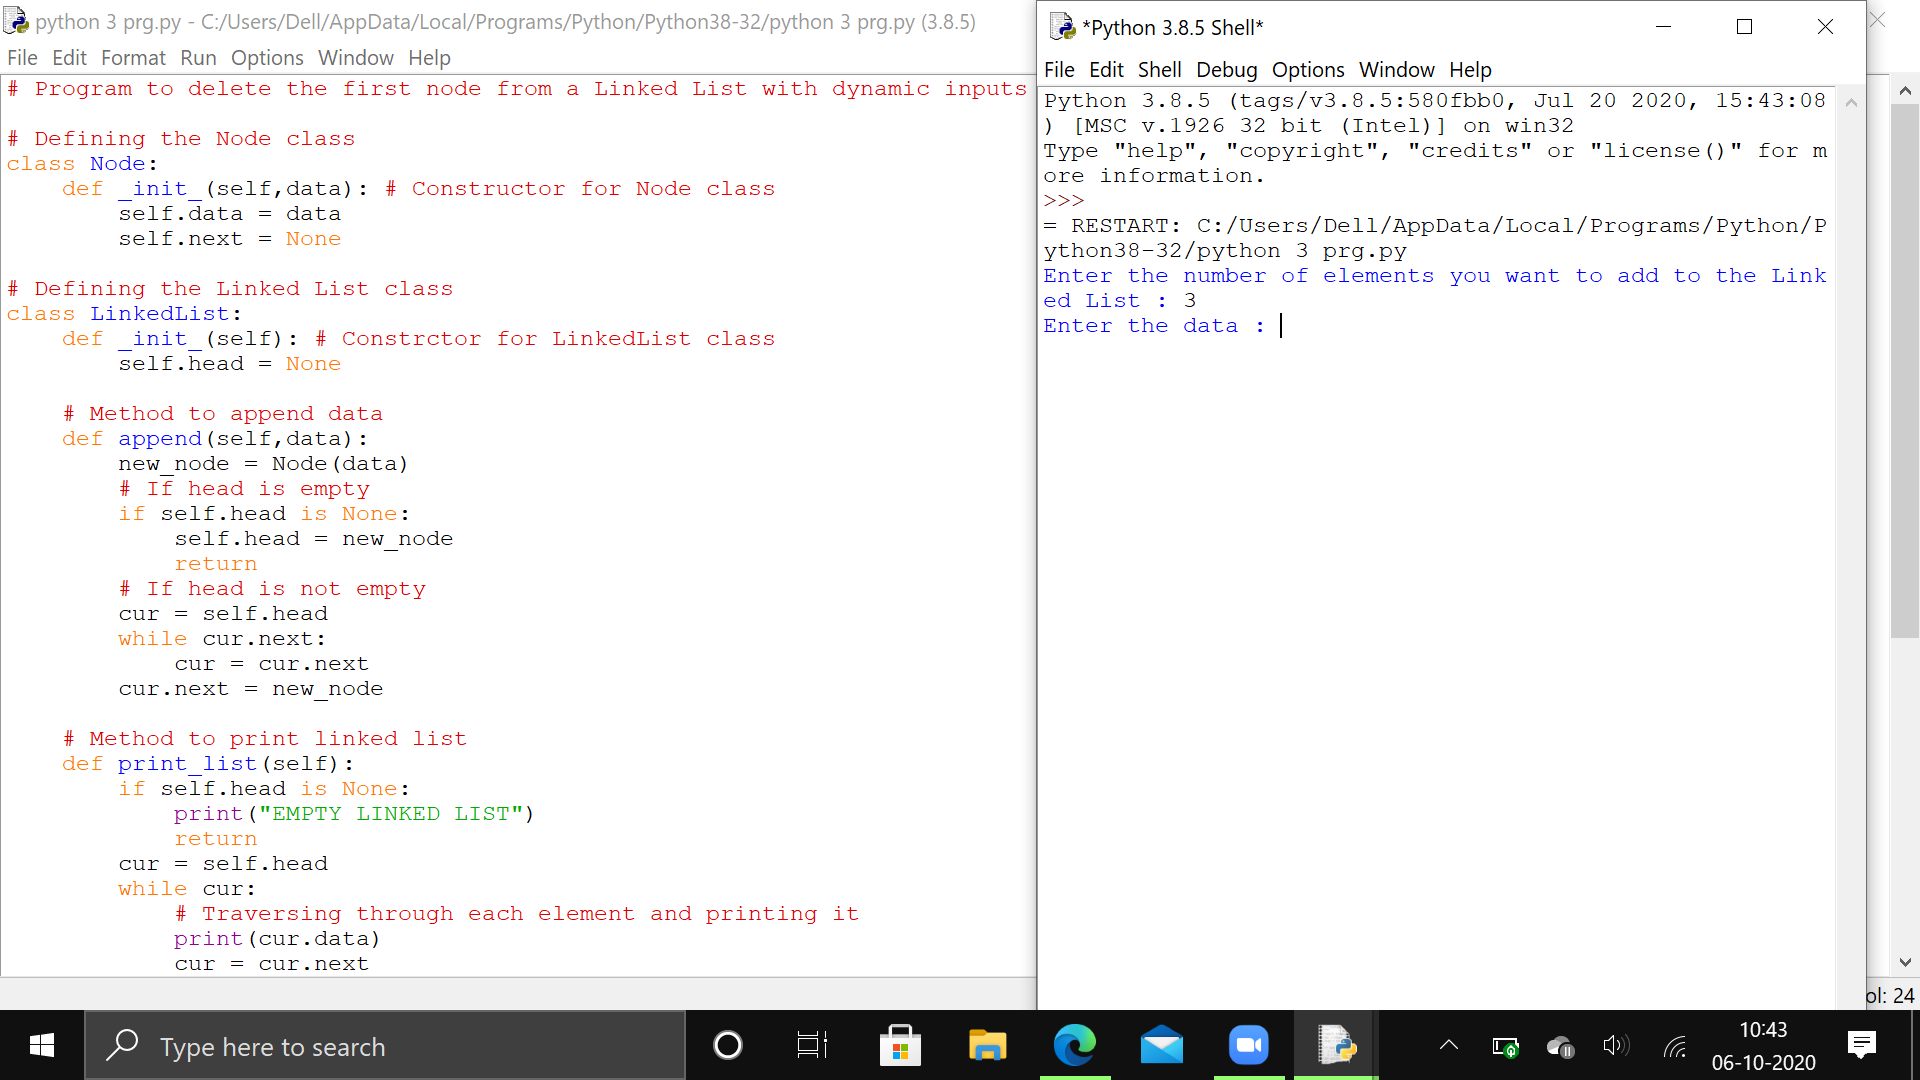 python 3 prg.py - C:/Users/Dell/AppData/Local/Programs/Python/Python38-32/python 3 prg.py (3.8.5)
File Edit Format Run Options Window Help
# Program to delete the first node from a Linked List with dynamic inputs

# Defining the Node class
class Node:
    def _init_(self,data): # Constructor for Node class
        self.data = data
        self.next = None

# Defining the Linked List class
class LinkedList:
    def _init_(self): # Constrctor for LinkedList class
        self.head = None

    # Method to append data
    def append(self,data):
        new_node = Node(data)
        # If head is empty
        if self.head is None:
            self.head = new_node
            return
        # If head is not empty
        cur = self.head
        while cur.next:
            cur = cur.next
        cur.next = new_node

    # Method to print linked list
    def print_list(self):
        if self.head is None:
            print("EMPTY LINKED LIST")
            return
        cur = self.head
        while cur:
            # Traversing through each element and printing it
            print(cur.data)
            cur = cur.next
*Python 3.8.5 Shell*
File Edit Shell Debug Options Window Help
Python 3.8.5 (tags/v3.8.5:580fbb0, Jul 20 2020, 15:43:08
) [MSC v.1926 32 bit (Intel)] on win32
Type "help", "copyright", "credits" or "license()" for m
ore information.
>>>
= RESTART: C:/Users/Dell/AppData/Local/Programs/Python/P
ython38-32/python 3 prg.py
Enter the number of elements you want to add to the Link
ed List : 3
Enter the data :
ol: 24
Type here to search
10:43
06-10-2020